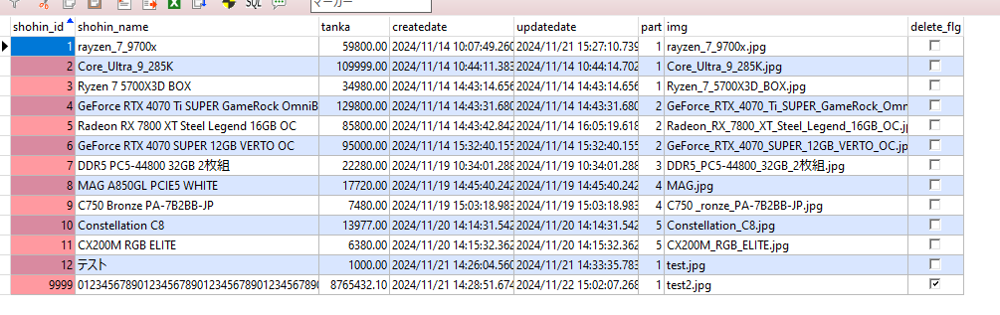 SQL マーカー
shohin_id shohin_name tanka createdate updatedate part img delete_flg
1 rayzen_7_9700x 59800.00 2024/11/14 10:07:49.260 2024/11/21 15:27:10.739 1 rayzen_7_9700x.jpg
2 Core_Ultra_9_285K 109999.00 2024/11/14 10:44:11.383 2024/11/14 10:44:14.702 1 Core_Ultra_9_285K.jpg
3 Ryzen 7 5700X3D BOX 34980.00 2024/11/14 14:43:14.656 2024/11/14 14:43:14.656 1 Ryzen_7_5700X3D_BOX.jpg
4 GeForce RTX 4070 Ti SUPER GameRock OmniB 129800.00 2024/11/14 14:43:31.680 2024/11/14 14:43:31.680 2 GeForce_RTX_4070_Ti_SUPER_GameRock_Omn
5 Radeon RX 7800 XT Steel Legend 16GB OC 85800.00 2024/11/14 14:43:42.842 2024/11/14 16:05:19.618 2 Radeon_RX_7800_XT_Steel_Legend_16GB_OC.jp
6 GeForce RTX 4070 SUPER 12GB VERTO OC 95000.00 2024/11/14 15:32:40.155 2024/11/14 15:32:40.155 2 GeForce_RTX_4070_SUPER_12GB_VERTO_OC.jp
7 DDR5 PC5-44800 32GB 2枚組 22280.00 2024/11/19 10:34:01.288 2024/11/19 10:34:01.288 3 DDR5_PC5-44800_32GB_2枚組.jpg
8 MAG A850GL PCIE5 WHITE 17720.00 2024/11/19 14:45:40.242 2024/11/19 14:45:40.242 4 MAG.jpg
9 C750 Bronze PA-7B2BB-JP 7480.00 2024/11/19 15:03:18.983 2024/11/19 15:03:18.983 4 C750 _ronze_PA-7B2BB-JP.jpg
10 Constellation C8 13977.00 2024/11/20 14:14:31.542 2024/11/20 14:14:31.542 5 Constellation_C8.jpg
11 CX200M RGB ELITE 6380.00 2024/11/20 14:15:32.362 2024/11/20 14:15:32.362 5 CX200M_RGB_ELITE.jpg
12 テスト 1000.00 2024/11/21 14:26:04.560 2024/11/21 14:33:35.783 1 test.jpg
9999 0123456789012345678901234567890123456789 8765432.10 2024/11/21 14:28:51.674 2024/11/22 15:02:07.268 1 test2.jpg